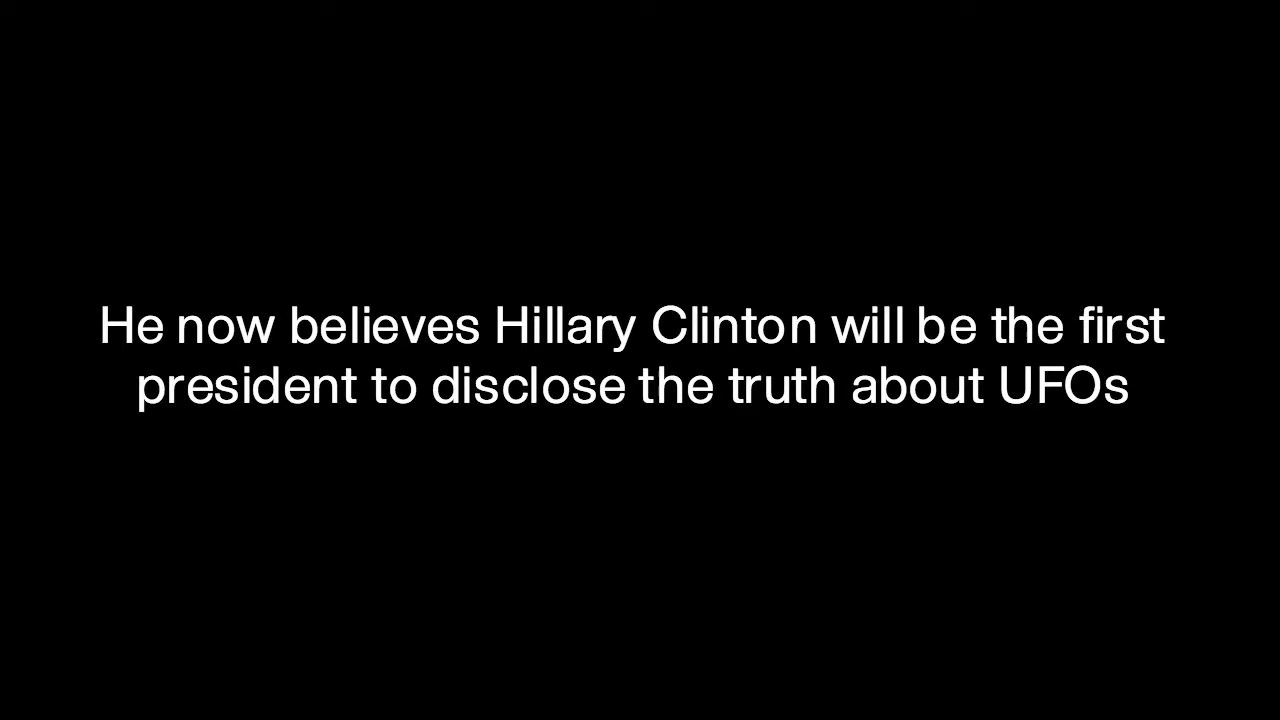 He now believes Hillary Clinton will be the first
president to disclose the truth about UFOs